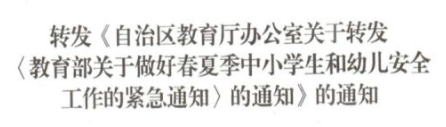 转发《自治区教育厅办公室关于转发
〈教育部关于做好春夏季中小学生和幼儿安全
工作的紧急通知〉的通知》的通知